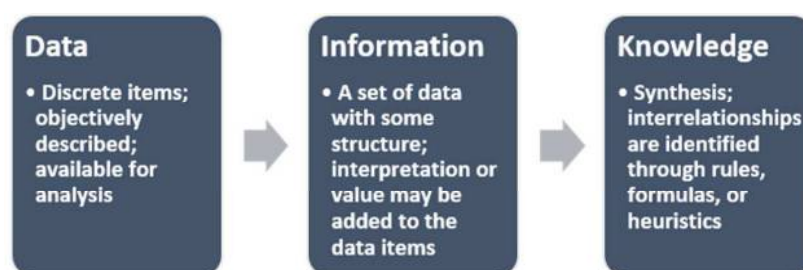 Data
• Discrete items;
objectively
described;
available for
analysis
Information
• A set of data
with some
structure;
interpretation or
value may be
added to the
data items
Knowledge
• Synthesis;
interrelationships
are identified
through rules,
formulas, or
heuristics